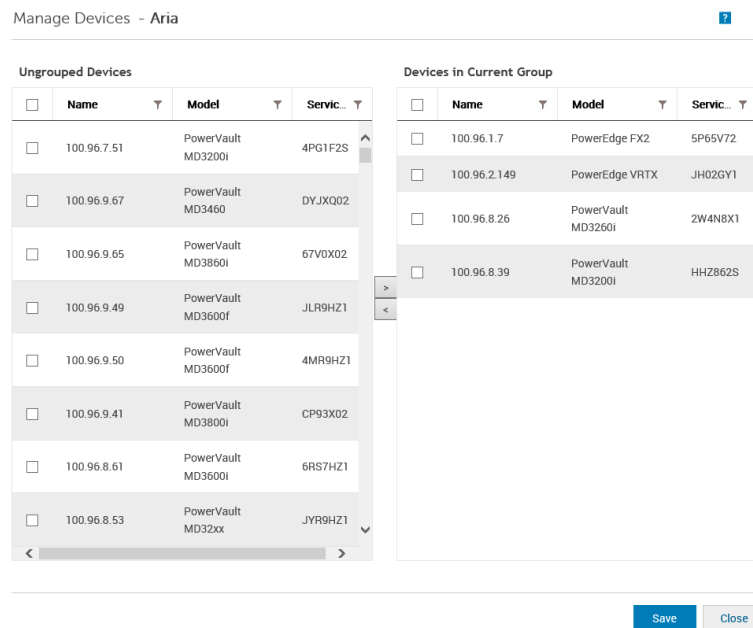 Manage Devices - Aria
?
Ungrouped Devices
Name Model Servic...
100.96.7.51 PowerVault MD3200i 4PG1F2S
100.96.9.67 PowerVault MD3460 DYJXQ02
100.96.9.65 PowerVault MD3860i 67V0X02
100.96.9.49 PowerVault MD3600f JLR9HZ1
100.96.9.50 PowerVault MD3600f 4MR9HZ1
100.96.9.41 PowerVault MD3800i CP93X02
100.96.8.61 PowerVault MD3600i 6RS7HZ1
100.96.8.53 PowerVault MD32xx JYR9HZ1
>
<
Devices in Current Group
Name Model Servic...
100.96.1.7 PowerEdge FX2 5P65V72
100.96.2.149 PowerEdge VRTX JH02GY1
100.96.8.26 PowerVault MD3260i 2W4N8X1
100.96.8.39 PowerVault MD3200i HHZ862S
Save Close